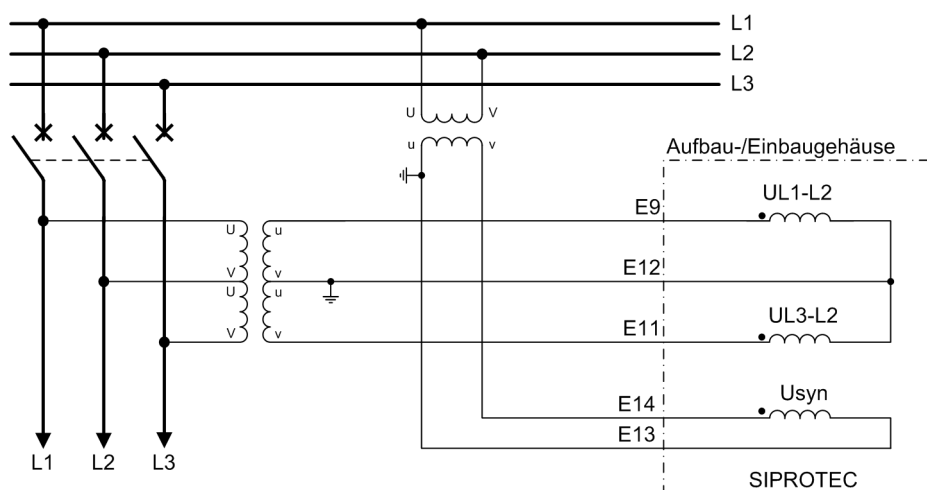 L1
L2
L3
U V
u v
Aufbau-/Einbaugehäuse
UL1-L2
E9
U u
V v
E12
U u
V v
UL3-L2
E11
Usyn
E14
E13
L1 L2 L3
SIPROTEC